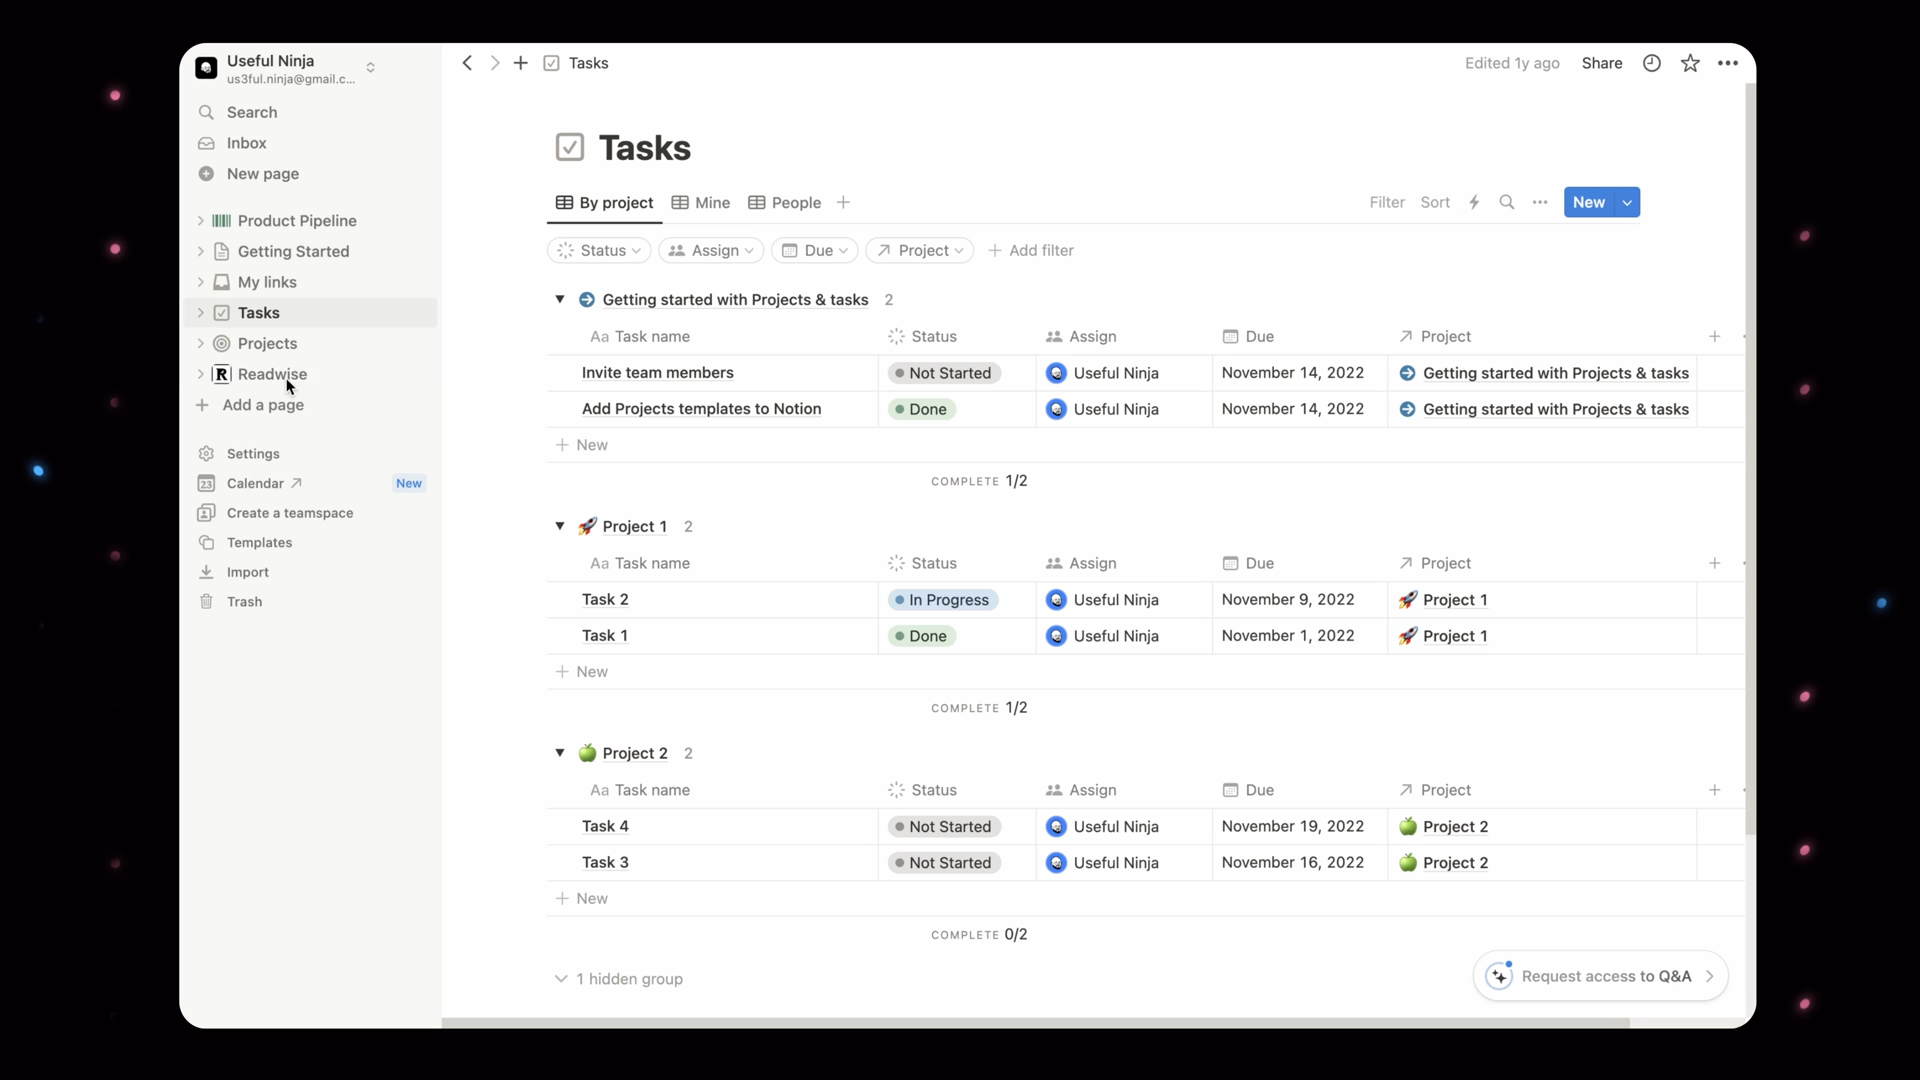 Useful Ninja
us3ful.ninja@gmail.c...
Search
Inbox
New page
Product Pipeline
Getting Started
My links
Tasks
Projects
R Readwise
Add a page
Settings
23 Calendar New
Create a teamspace
Templates
Import
Trash
Tasks
Edited 1y ago Share
Tasks
By project Mine People
Filter Sort New
Status Assign Due Project Add filter
Getting started with Projects & tasks 2
Aa Task name Status Assign Due Project
Invite team members Not Started Useful Ninja November 14, 2022 Getting started with Projects & tasks
Add Projects templates to Notion Done Useful Ninja November 14, 2022 Getting started with Projects & tasks
New
COMPLETE 1/2
Project 1 2
Aa Task name Status Assign Due Project
Task 2 In Progress Useful Ninja November 9, 2022 Project 1
Task 1 Done Useful Ninja November 1, 2022 Project 1
New
COMPLETE 1/2
Project 2 2
Aa Task name Status Assign Due Project
Task 4 Not Started Useful Ninja November 19, 2022 Project 2
Task 3 Not Started Useful Ninja November 16, 2022 Project 2
New
COMPLETE 0/2
1 hidden group
Request access to Q&A